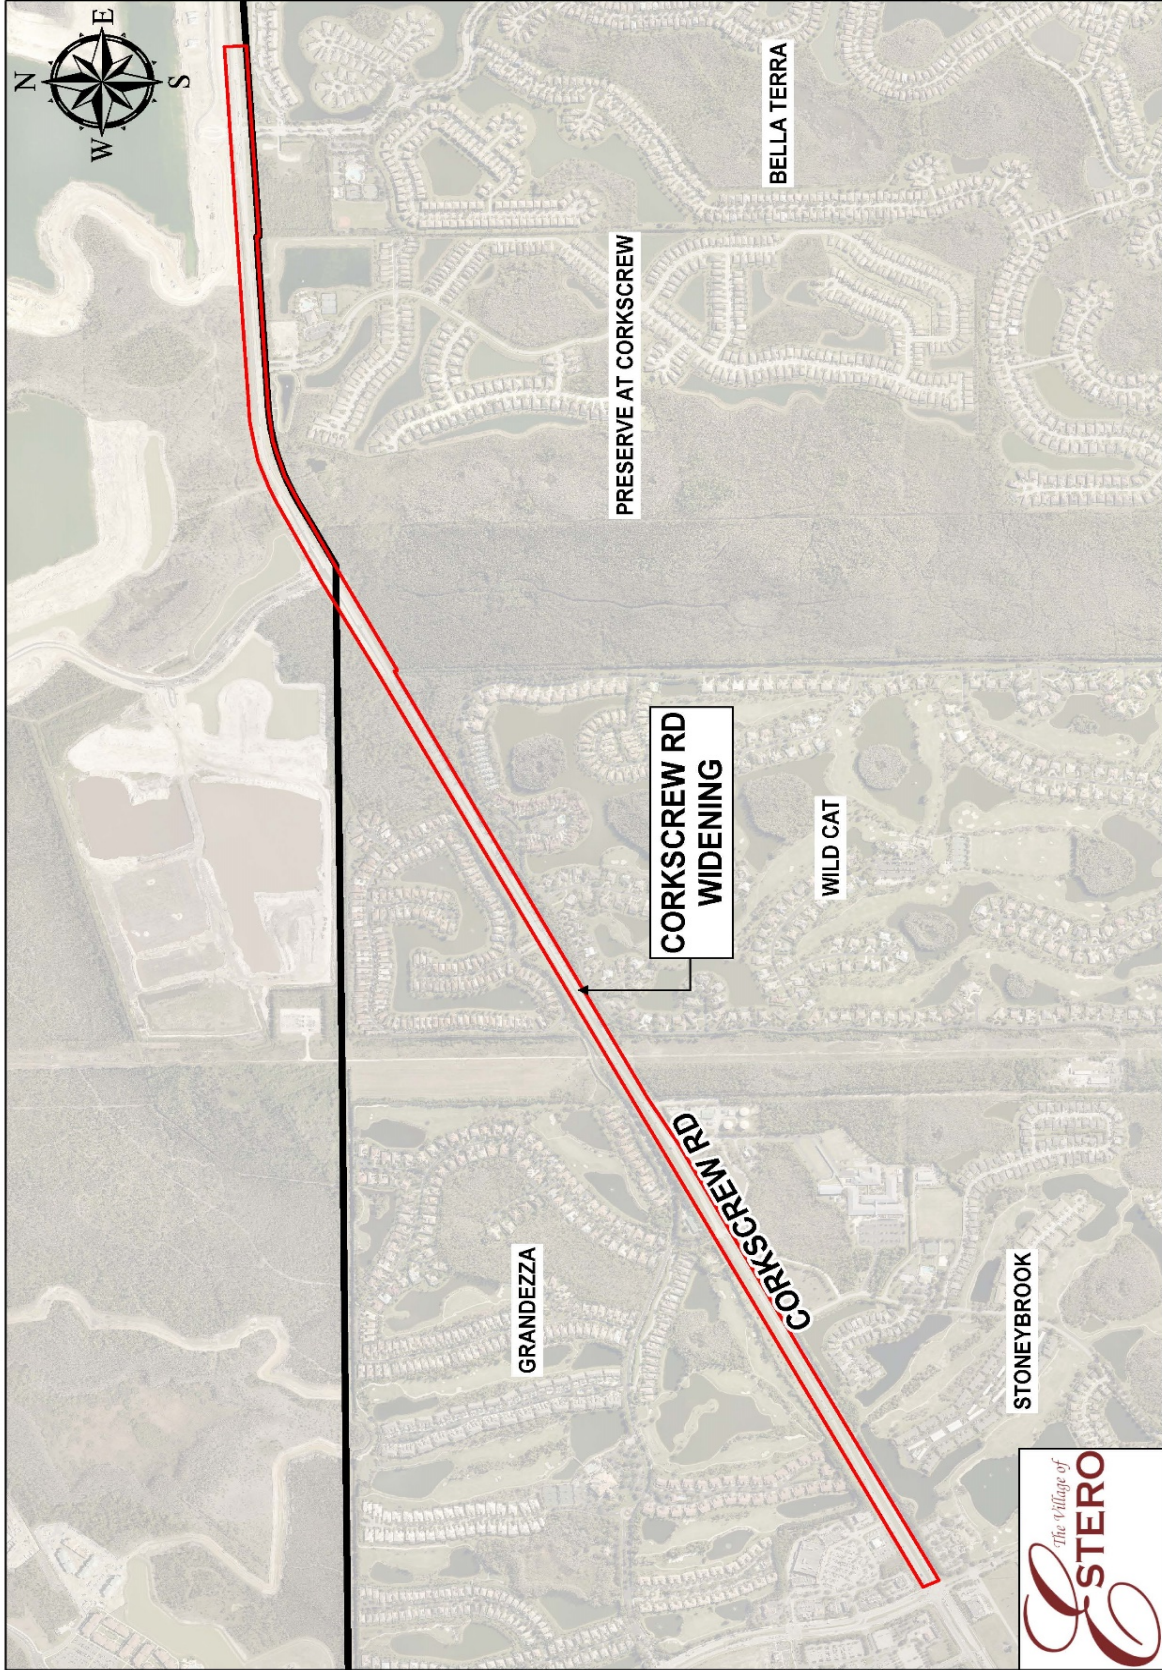 N
E
S
W
BELLA TERRA
PRESERVE AT CORKSCREW
CORKSCREW RD
WIDENING
WILD CAT
CORKSCREW RD
GRANDEZZA
STONEYBROOK
The Village of
ESTERO